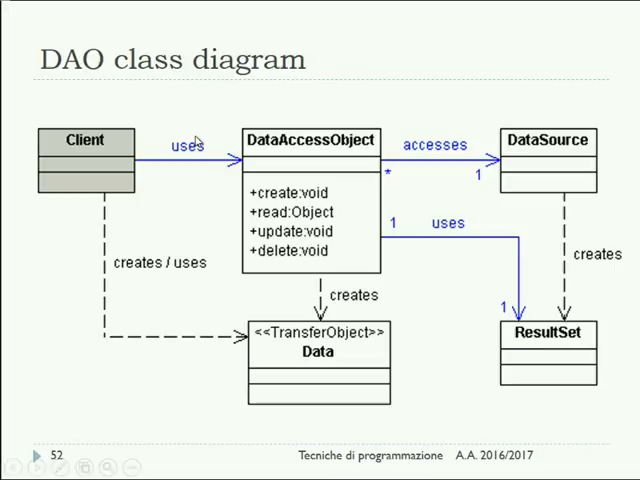 DAO class diagram
Client
uses
DataAccessObject
accesses
DataSource
*
1
+create:void
+read:Object
+update:void
+delete:void
1
uses
creates / uses
creates
creates
1
<<TransferObject>>
Data
ResultSet
52
Tecniche di programmazione A.A. 2016/2017